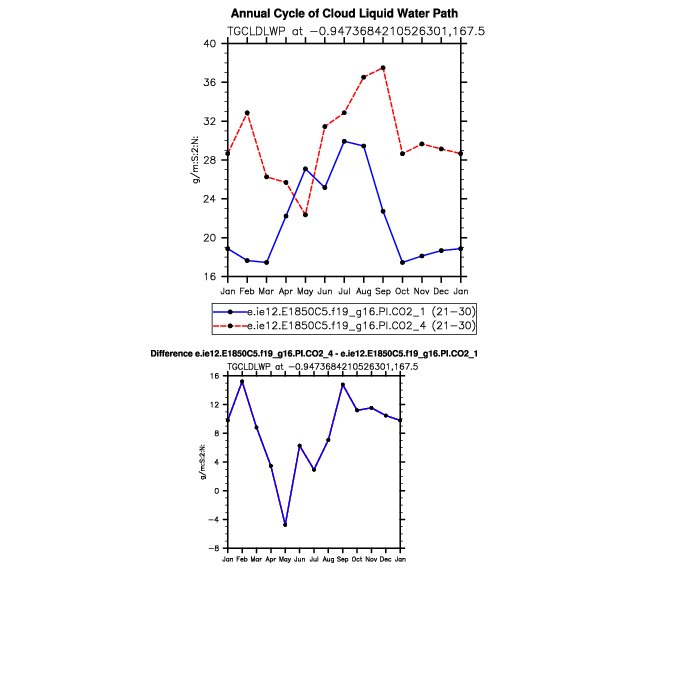 Annual Cycle of Cloud Liquid Water Path
TGCLDLWP at −0.9473684210526301,167.5
40
36
32
28
24
20
16
g/m:S:2:N:
Jan Feb Mar Apr May Jun Jul Aug Sep Oct Nov Dec Jan
e.ie12.E1850C5.f19_g16.PI.CO2_1 (21−30)
e.ie12.E1850C5.f19_g16.PI.CO2_4 (21−30)
Difference e.ie12.E1850C5.f19_g16.PI.CO2_4 - e.ie12.E1850C5.f19_g16.PI.CO2_1
TGCLDLWP at −0.9473684210526301,167.5
16
12
8
4
0
−4
−8
g/m:S:2:N:
Jan Feb Mar Apr May Jun Jul Aug Sep Oct Nov Dec Jan